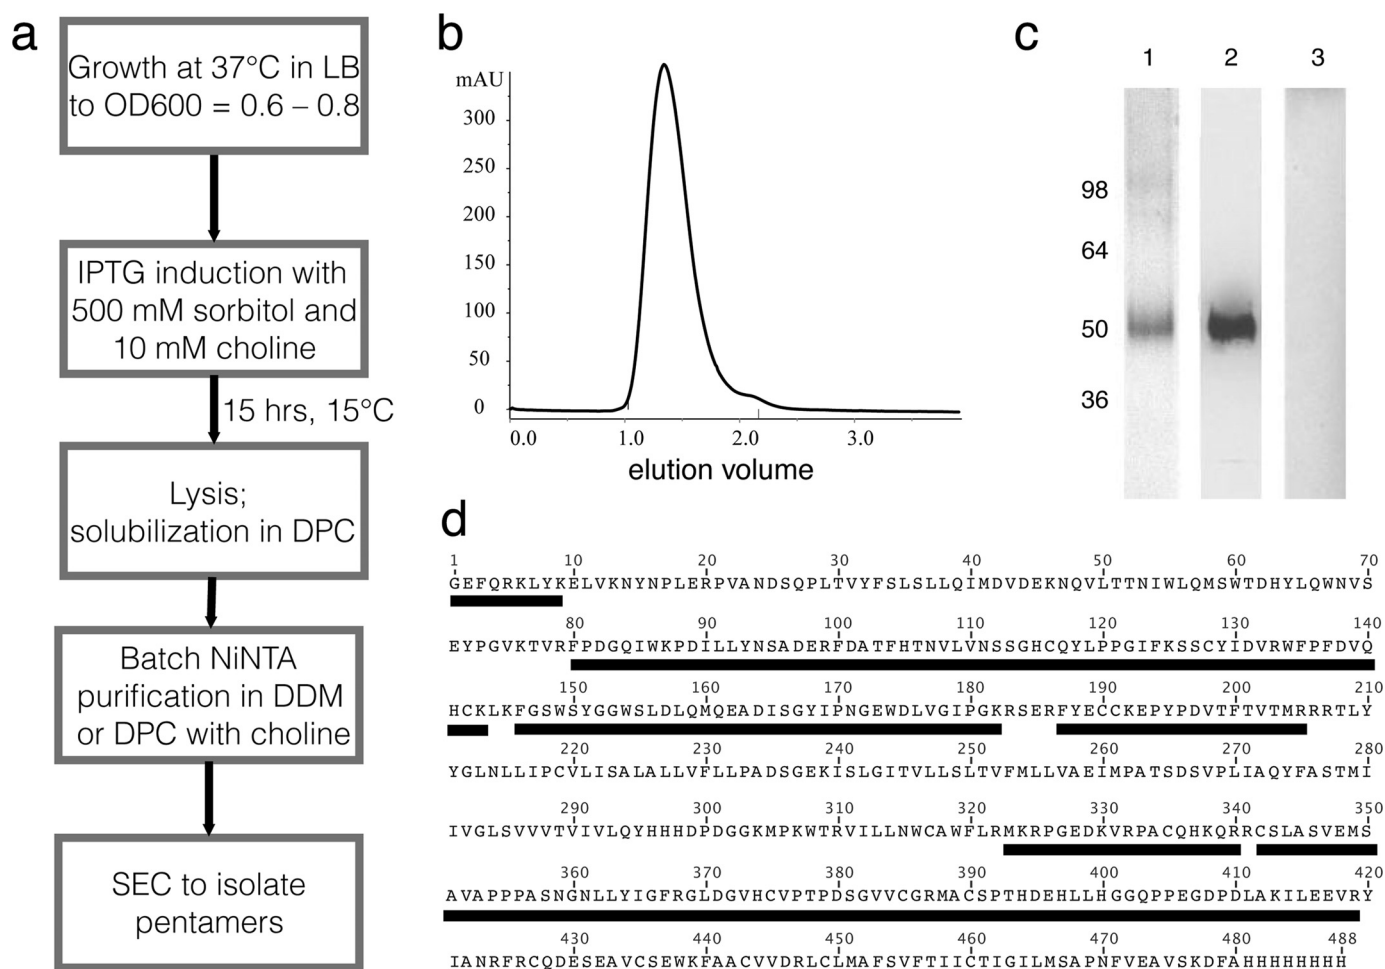 a
Growth at 37°C in LB
to OD600 = 0.6 – 0.8
IPTG induction with
500 mM sorbitol and
10 mM choline
15 hrs, 15°C
Lysis;
solubilization in DPC
Batch NiNTA
purification in DDM
or DPC with choline
SEC to isolate
pentamers
b
mAU
300
250
200
150
100
50
0
0.0 1.0 2.0 3.0
elution volume
c
1 2 3
98
64
50
36
d
1 10 20 30 40 50 60 70
GEFQRKLYKELVKNYNPLERPVANDSQPLTVYFSLSLLQIMDVDEKNQVLTTNIWLQMSWTDHYLQWNVS
80 90 100 110 120 130 140
EYPGVKTVRFPDGQIWKPDILLYNSADERFDATFHTNVLVNSSGHCQYLPPGIFKSSCYIDVRWFPFDVQ
150 160 170 180 190 200 210
HCKLKFGSWSYGGWSLDLQMQEADISGYIPNGEWDLVGIPGKRSERFYECCKEPYPDVTFTVTMRRRTLY
220 230 240 250 260 270 280
YGLNLLIPCVLISALALLVFLLPADSGEKISLGITVLLSLTVFMLLVAEIMPATSDSVPLIAQYFASTMI
290 300 310 320 330 340 350
IVGLSVVVTVIVLQYHHHDPDGGKMPKWTRVILLNWCAWFLRMKRPGEDKVRPACQHKQRRCSLASVEMS
360 370 380 390 400 410 420
AVAPPPASNGNLLYIGFRGLDGVHCVPTPDSGVVCGRMACSPTHDEHLLHGGQPPEGDPDLAKILEEVRY
430 440 450 460 470 480 488
IANRFRCQDESEAVCSEWKFAACVVDRLCLMAFSVFTIICTIGILMSAPNFVEAVSKDFAHHHHHHHH